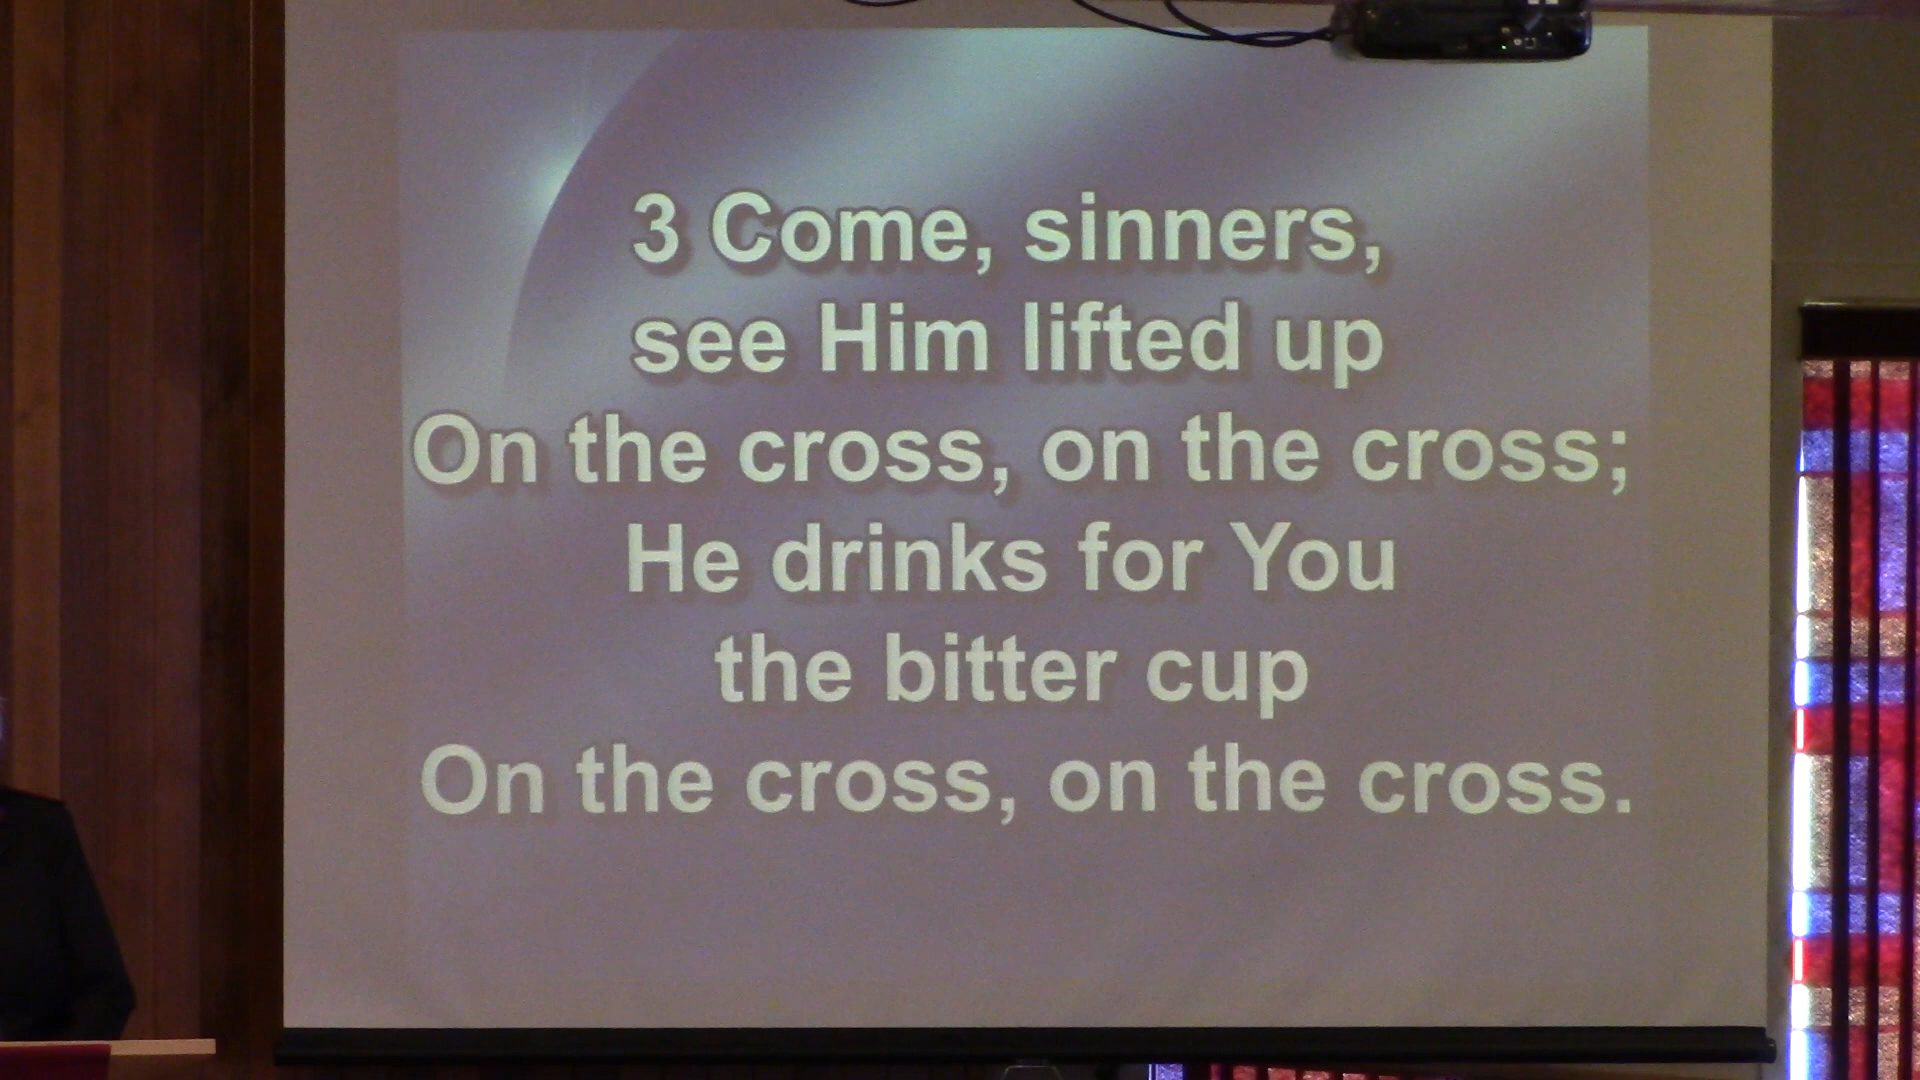 3 Come, sinners,
see Him lifted up
On the cross, on the cross;
He drinks for You
the bitter cup
On the cross, on the cross.